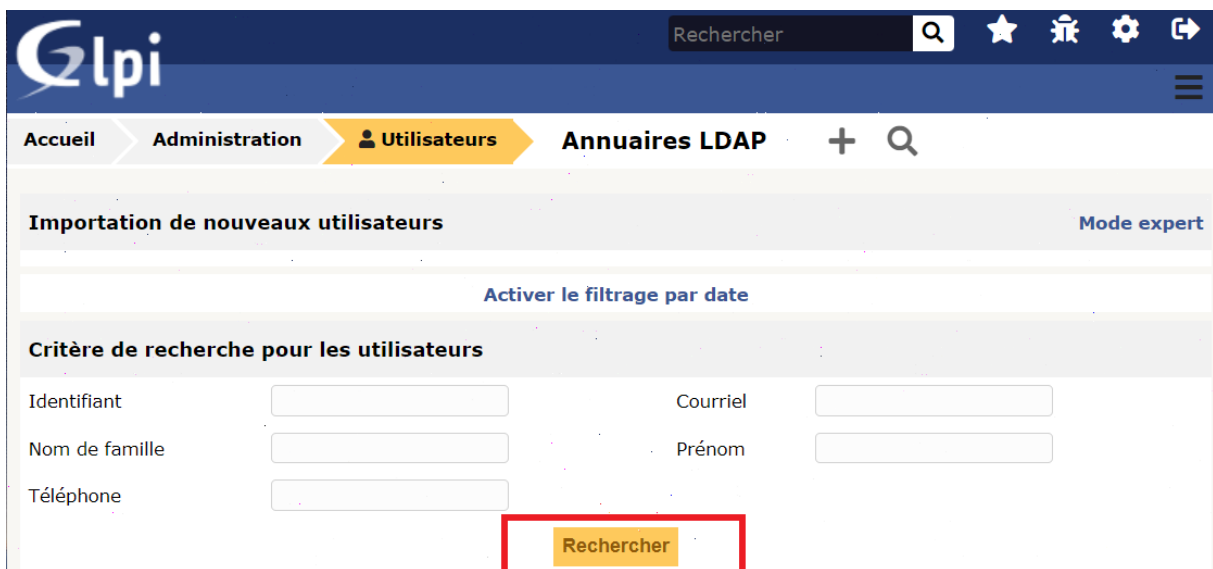 Glpi
Rechercher
Accueil Administration Utilisateurs Annuaires LDAP
Importation de nouveaux utilisateurs Mode expert
Activer le filtrage par date
Critère de recherche pour les utilisateurs
Identifiant Courriel
Nom de famille Prénom
Téléphone
Rechercher